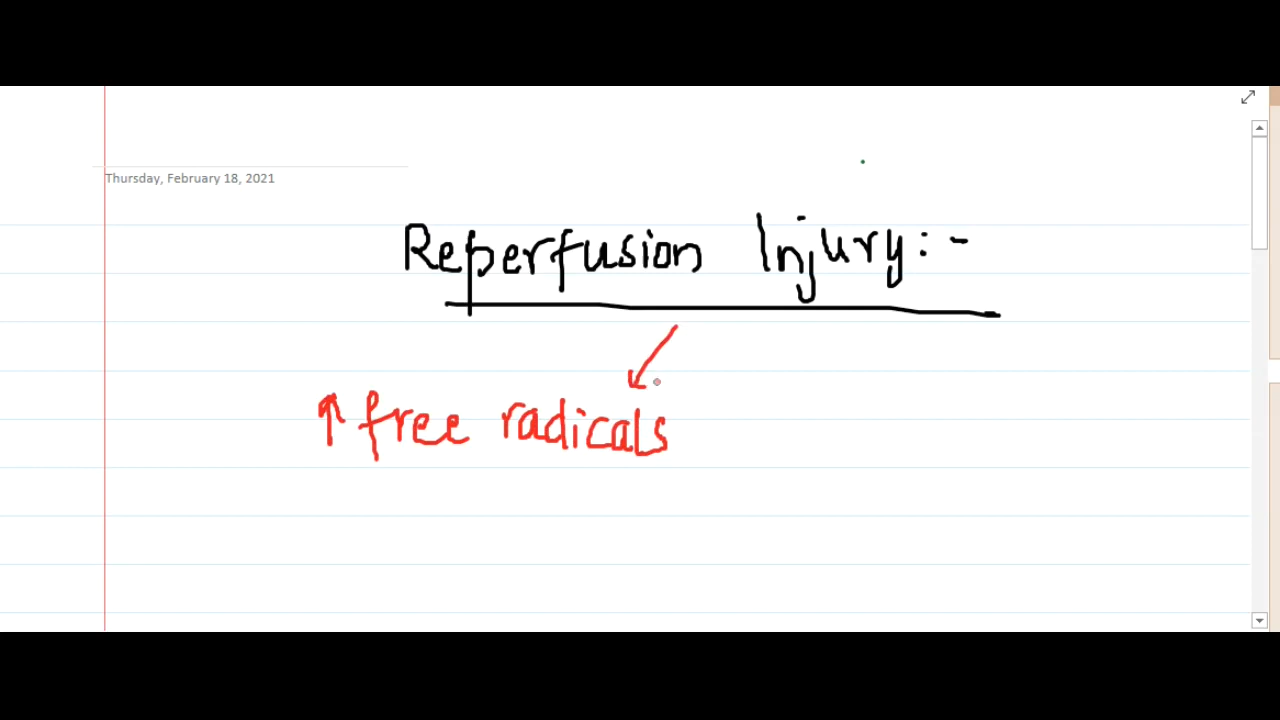 Thursday, February 18, 2021
Reperfusion Injury:-
↑ free radicals